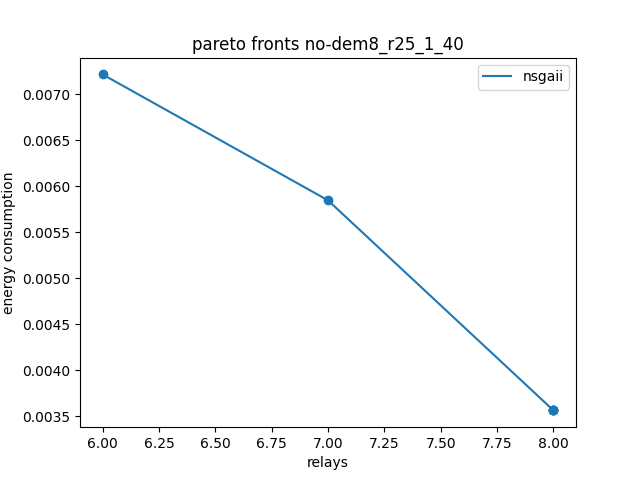 pareto fronts no-dem8_r25_1_40
nsgaii
energy consumption
0.0070
0.0065
0.0060
0.0055
0.0050
0.0045
0.0040
0.0035
6.00 6.25 6.50 6.75 7.00 7.25 7.50 7.75 8.00
relays